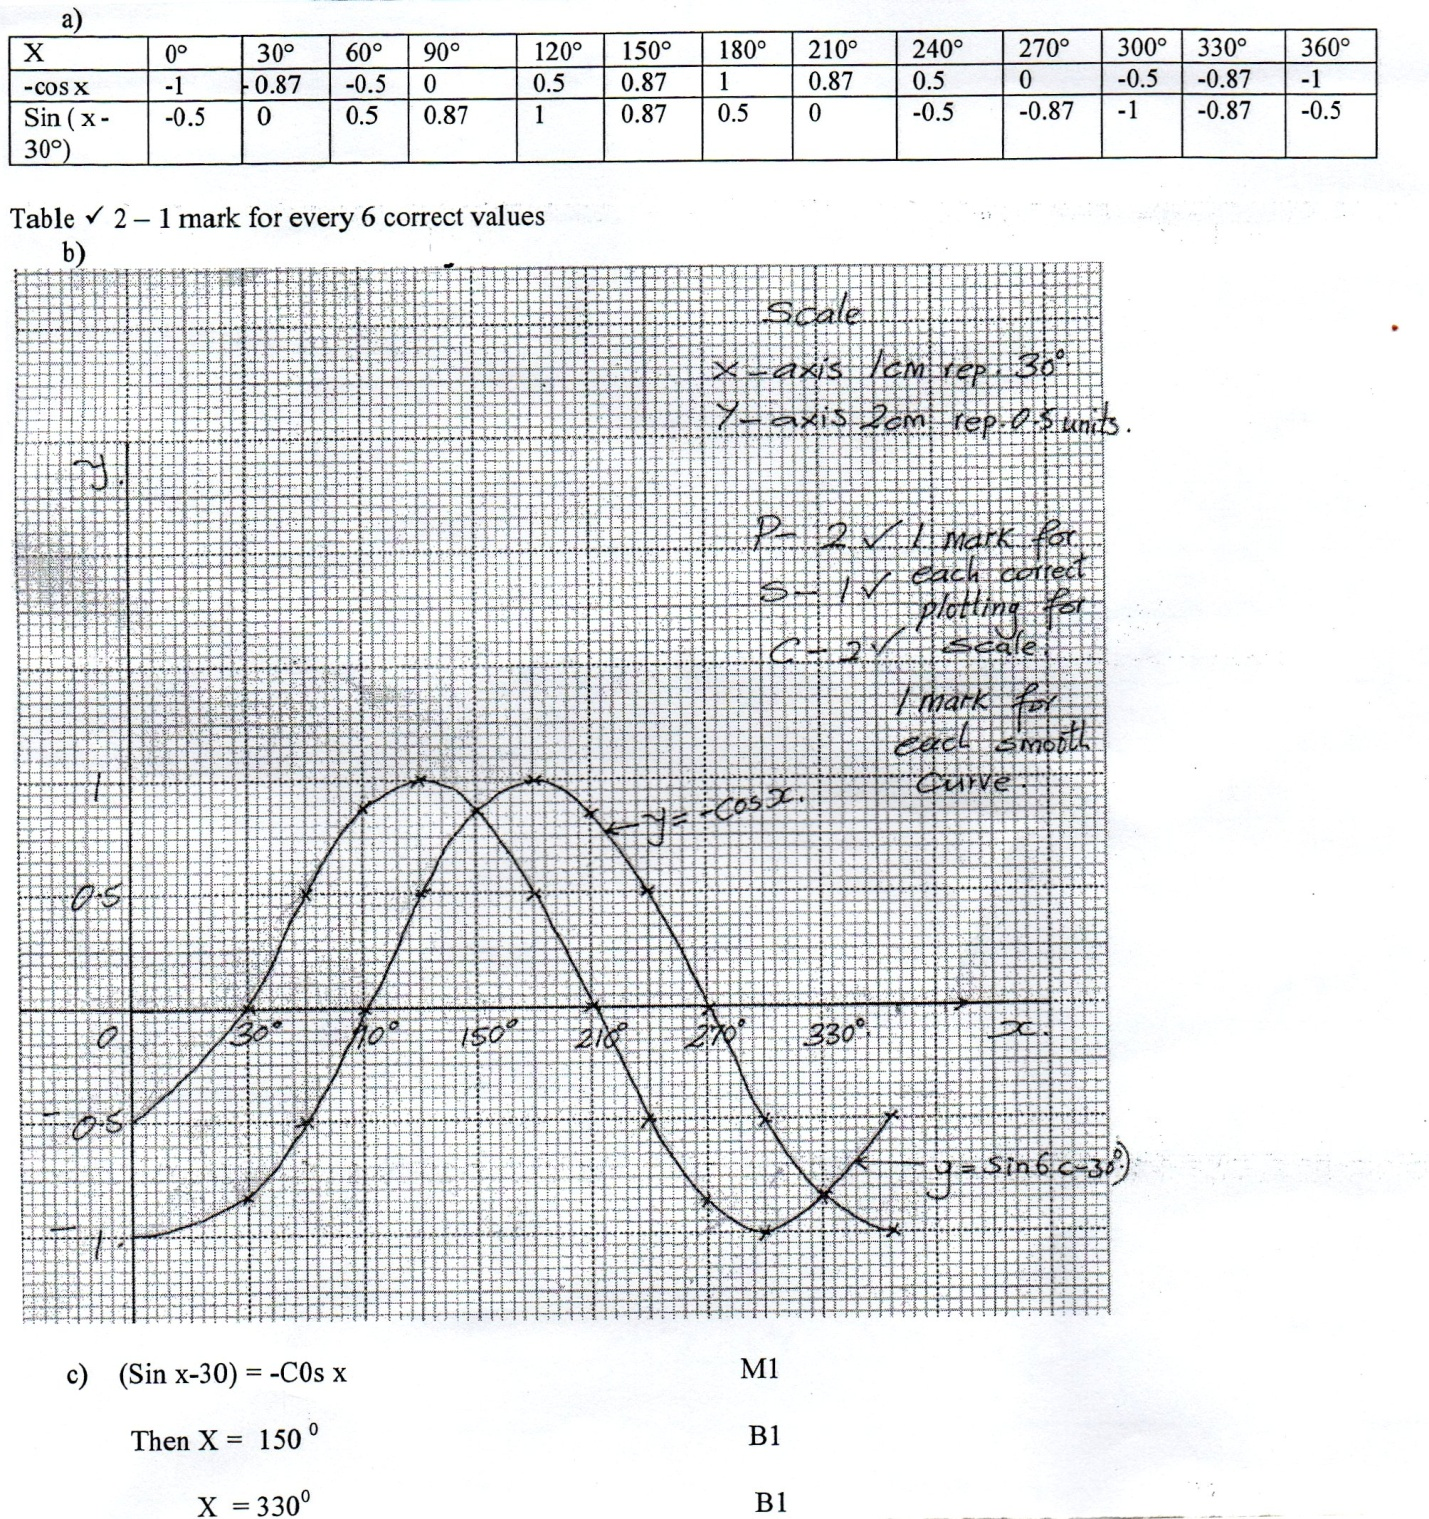 a)
X 0° 30° 60° 90° 120° 150° 180° 210° 240° 270° 300° 330° 360°
-cos x -1 -0.87 -0.5 0 0.5 0.87 1 0.87 0.5 0 -0.5 -0.87 -1
Sin ( x - -0.5 0 0.5 0.87 1 0.87 0.5 0 -0.5 -0.87 -1 -0.87 -0.5
30°)
Table ✓ 2 – 1 mark for every 6 correct values
b)
Scale
X-axis 1cm rep. 30°.
Y-axis 2cm rep. 0.5 units.
y.
P- 2 ✓ 1 mark for
each correct
S- 1 ✓
plotting for
C - 2 ✓ scale.
1 mark for
each smooth
Curve.
1
y = -cos x.
0.5
0 30° 90° 150° 210° 270° 330° x.
-0.5
y = sin(x-30°)
-1.
c) (Sin x-30) = -C0s x M1
Then X = 150⁰ B1
X = 330⁰ B1